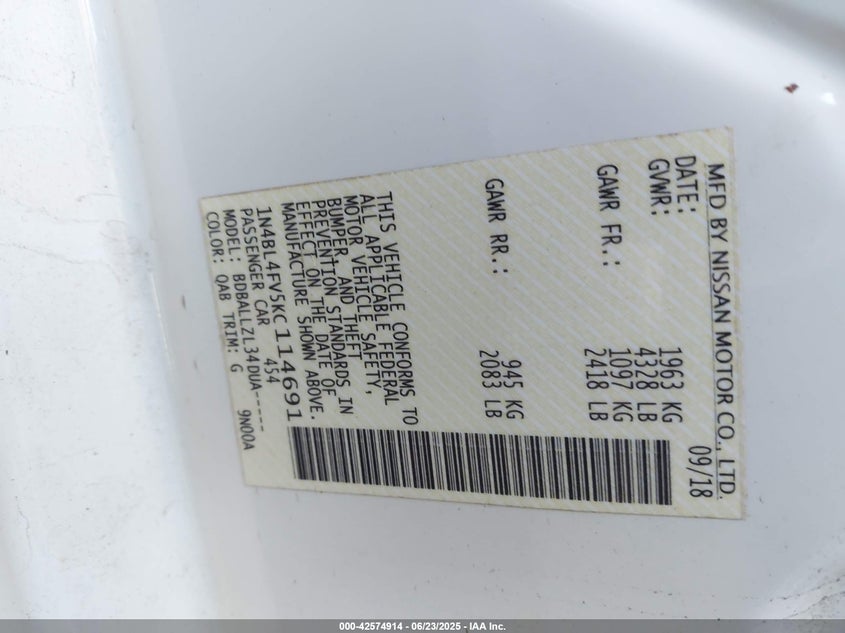 MFD BY NISSAN MOTOR CO., LTD.
DATE: 09/18
GVWR: 1963 KG
4328 LB
GAWR FR.: 1097 KG
2418 LB
GAWR RR.: 945 KG
2083 LB
THIS VEHICLE CONFORMS TO
ALL APPLICABLE FEDERAL
MOTOR VEHICLE SAFETY,
BUMPER, AND THEFT
PREVENTION STANDARDS IN
EFFECT ON THE DATE OF
MANUFACTURE SHOWN ABOVE.
1N4BL4FV5KC114691
PASSENGER CAR 454
MODEL: BDBALLZL34DUA-----
COLOR: QAB TRIM: G 9N00A
000-42574914 - 06/23/2025 - IAA Inc.